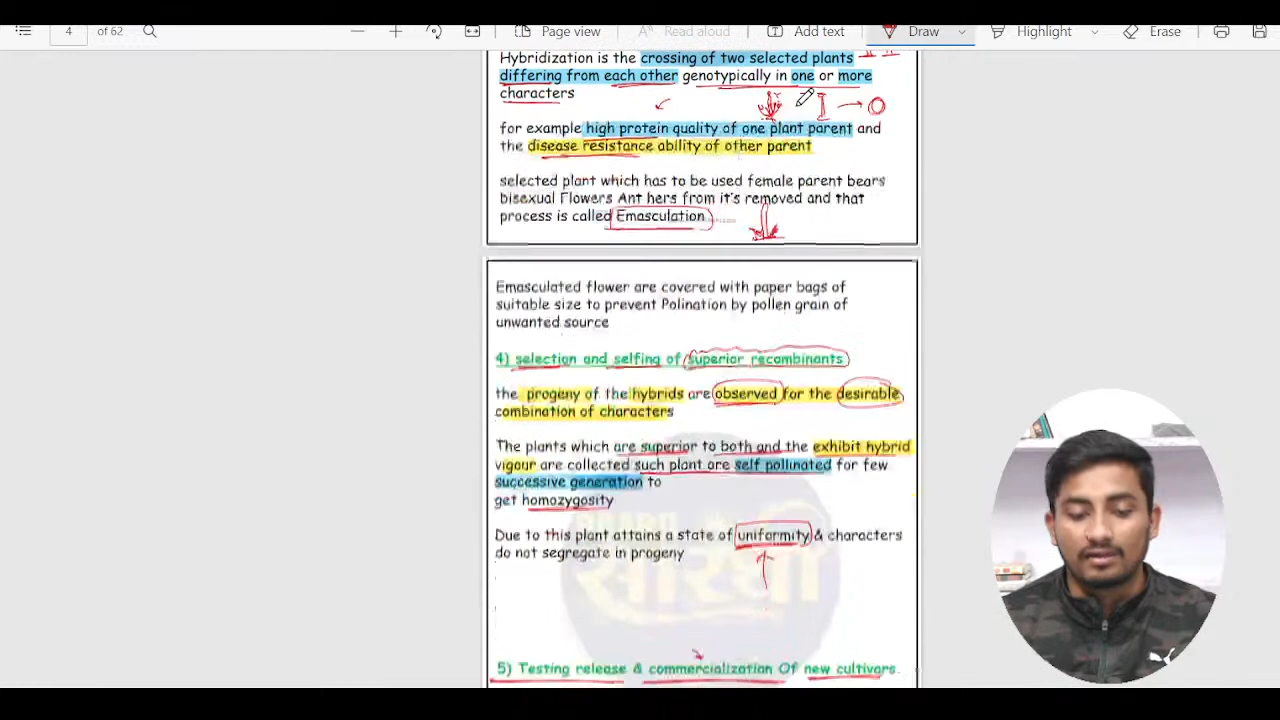 4 of 62 Page view Read aloud Add text Draw Highlight Erase
Hybridization is the crossing of two selected plants
differing from each other genotypically in one or more
characters
for example high protein quality of one plant parent and
the disease resistance ability of other parent
selected plant which has to be used female parent bears
bisexual Flowers Ant hers from it's removed and that
process is called Emasculation
Emasculated flower are covered with paper bags of
suitable size to prevent Polination by pollen grain of
unwanted source
4) selection and selfing of superior recombinants
the progeny of the hybrids are observed for the desirable
combination of characters
The plants which are superior to both and the exhibit hybrid
vigaur are collected such plant are self pollinated for few
successive generation to
get homozygosity
Due to this plant attains a state of uniformity & characters
do not segregate in progeny
सारथी
5) Testing release & commercialization Of new cultivars.